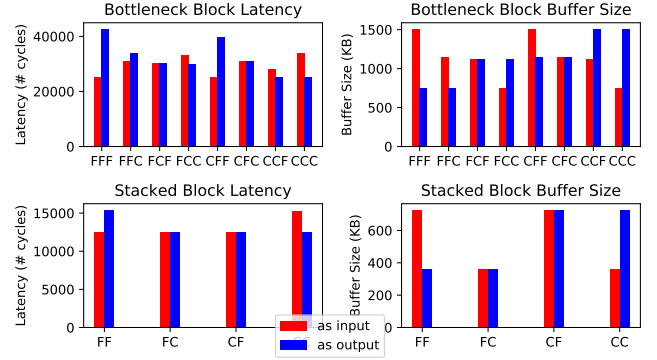 Bottleneck Block Latency
Latency (# cycles)
40000
20000
0
FFF FFC FCF FCC CFF CFC CCF CCC
Bottleneck Block Buffer Size
Buffer Size (KB)
1500
1000
500
0
FFF FFC FCF FCC CFF CFC CCF CCC
Stacked Block Latency
Latency (# cycles)
15000
10000
5000
0
FF FC CF CC
Stacked Block Buffer Size
Buffer Size (KB)
600
400
200
0
FF FC CF CC
as input
as output